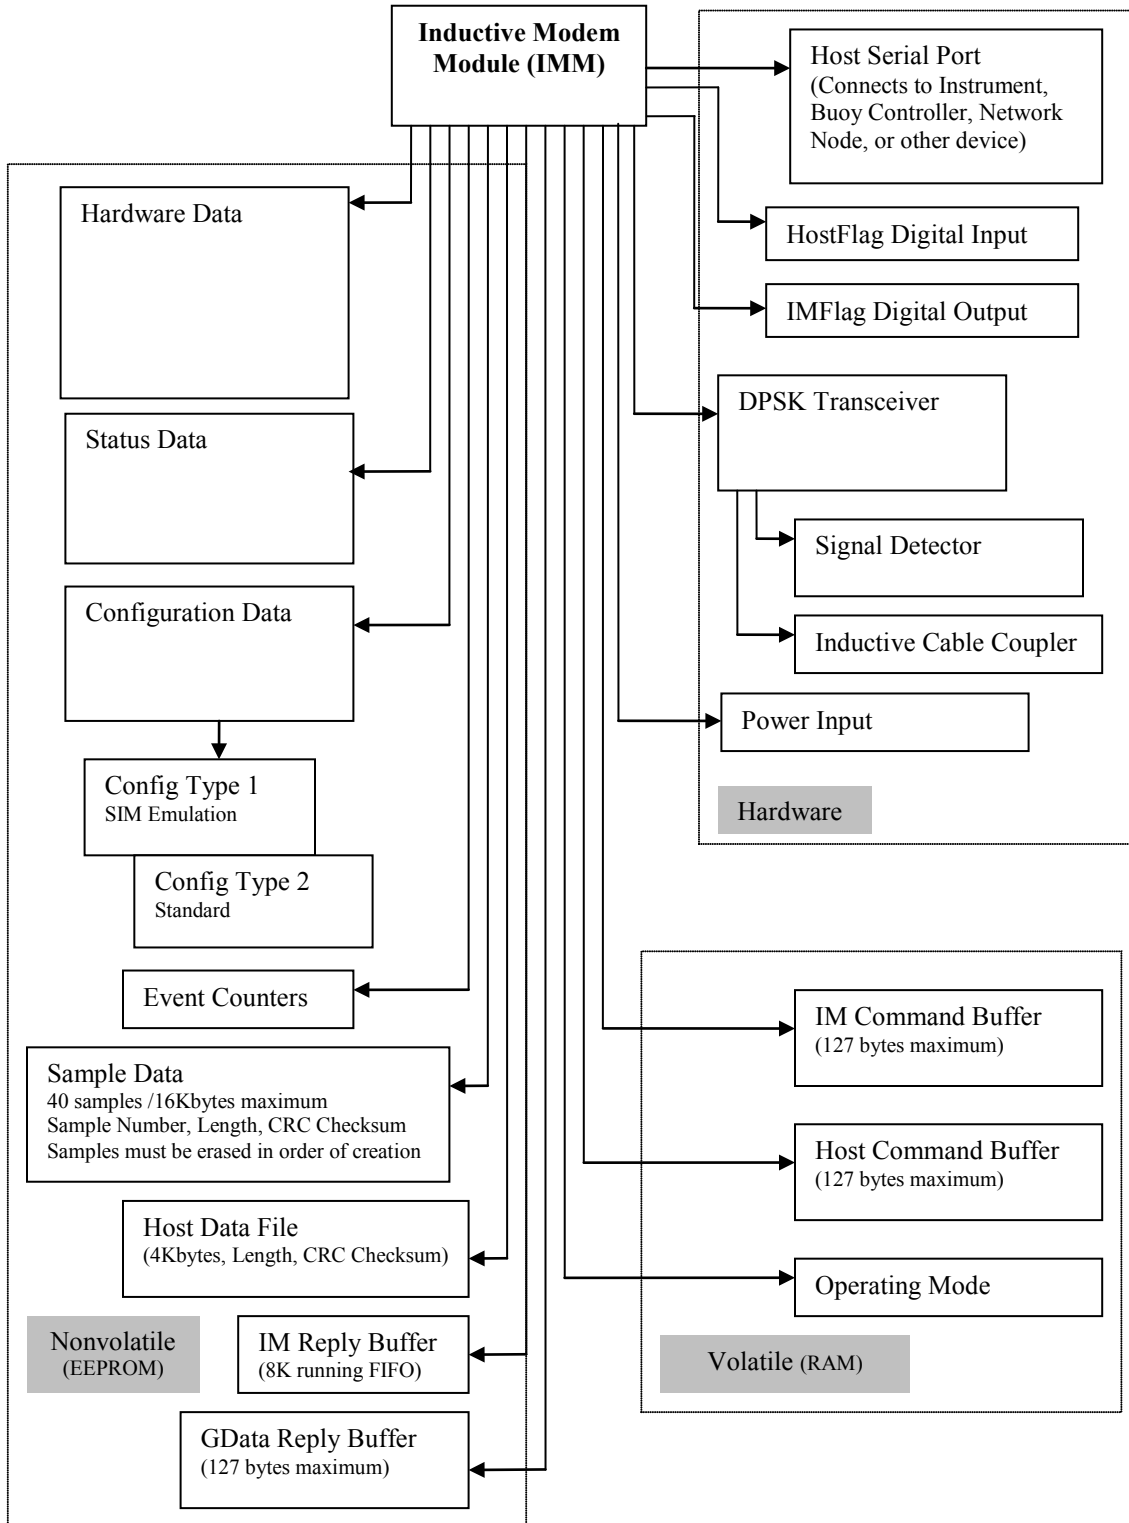 Inductive Modem
Module (IMM)
Host Serial Port
(Connects to Instrument,
Buoy Controller, Network
Node, or other device)
HostFlag Digital Input
IMFlag Digital Output
DPSK Transceiver
Signal Detector
Inductive Cable Coupler
Power Input
Hardware
Hardware Data
Status Data
Configuration Data
Config Type 1
SIM Emulation
Config Type 2
Standard
Event Counters
Sample Data
40 samples /16Kbytes maximum
Sample Number, Length, CRC Checksum
Samples must be erased in order of creation
Host Data File
(4Kbytes, Length, CRC Checksum)
Nonvolatile
(EEPROM)
IM Reply Buffer
(8K running FIFO)
GData Reply Buffer
(127 bytes maximum)
IM Command Buffer
(127 bytes maximum)
Host Command Buffer
(127 bytes maximum)
Operating Mode
Volatile (RAM)